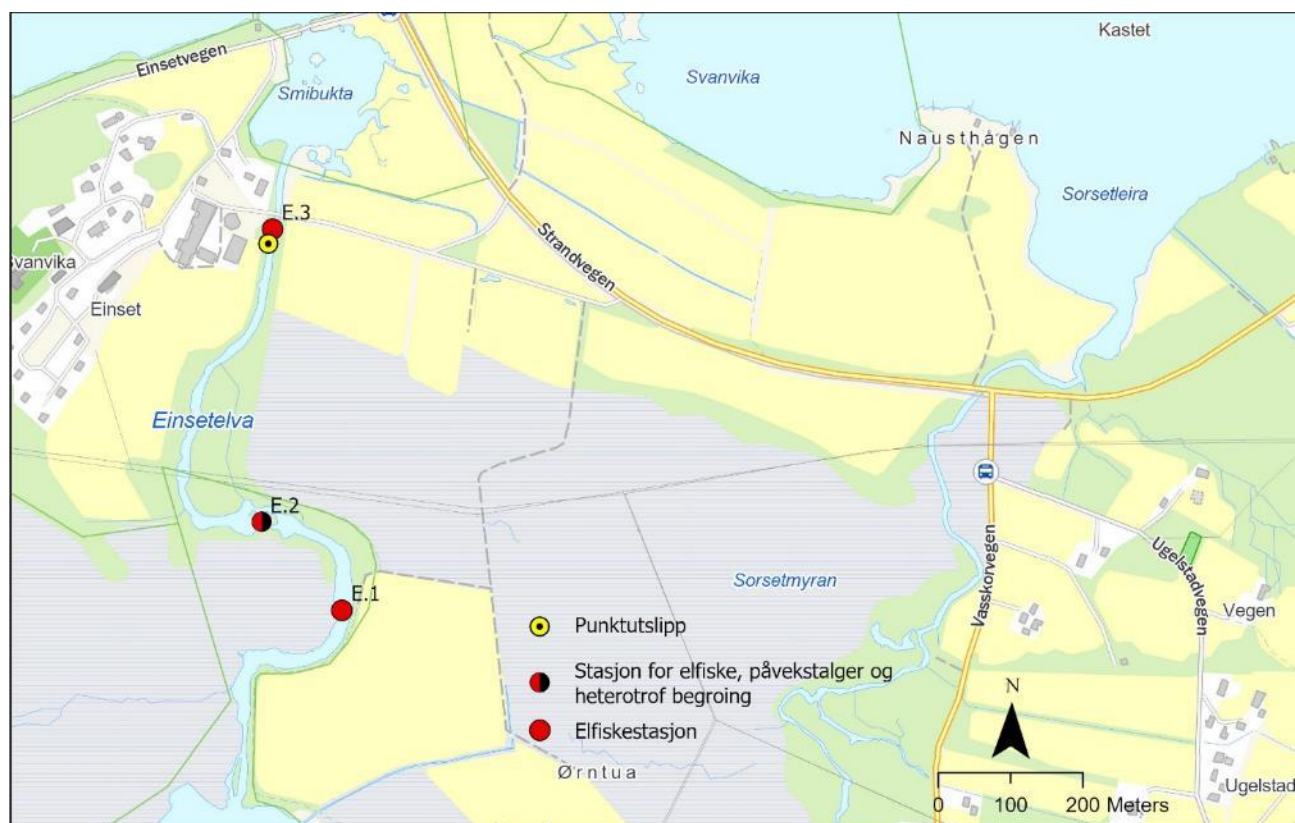 Kastet
Einsetvegen
Svanvika
Smibukta
Nausthågen
Sorsetleira
E.3
Strandvegen
Svanvika
Einset
Einsetelva
E.2
Ugelstadvegen
Sorsetmyran
E.1
Vasskorvegen
Vegen
Punktutslipp
Stasjon for elfiske, påvekstalger og
heterotrof begroing
N
Elfiskestasjon
Ørntua
Ugelstad
0 100 200 Meters